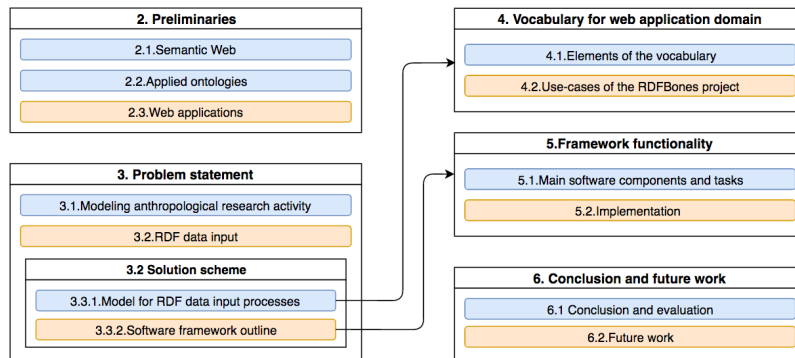 2. Preliminaries
2.1.Semantic Web
2.2.Applied ontologies
2.3.Web applications
3. Problem statement
3.1.Modeling anthropological research activity
3.2.RDF data input
3.2 Solution scheme
3.3.1.Model for RDF data input processes
3.3.2.Software framework outline
4. Vocabulary for web application domain
4.1.Elements of the vocabulary
4.2.Use-cases of the RDFBones project
5.Framework functionality
5.1.Main software components and tasks
5.2.Implementation
6. Conclusion and future work
6.1 Conclusion and evaluation
6.2.Future work